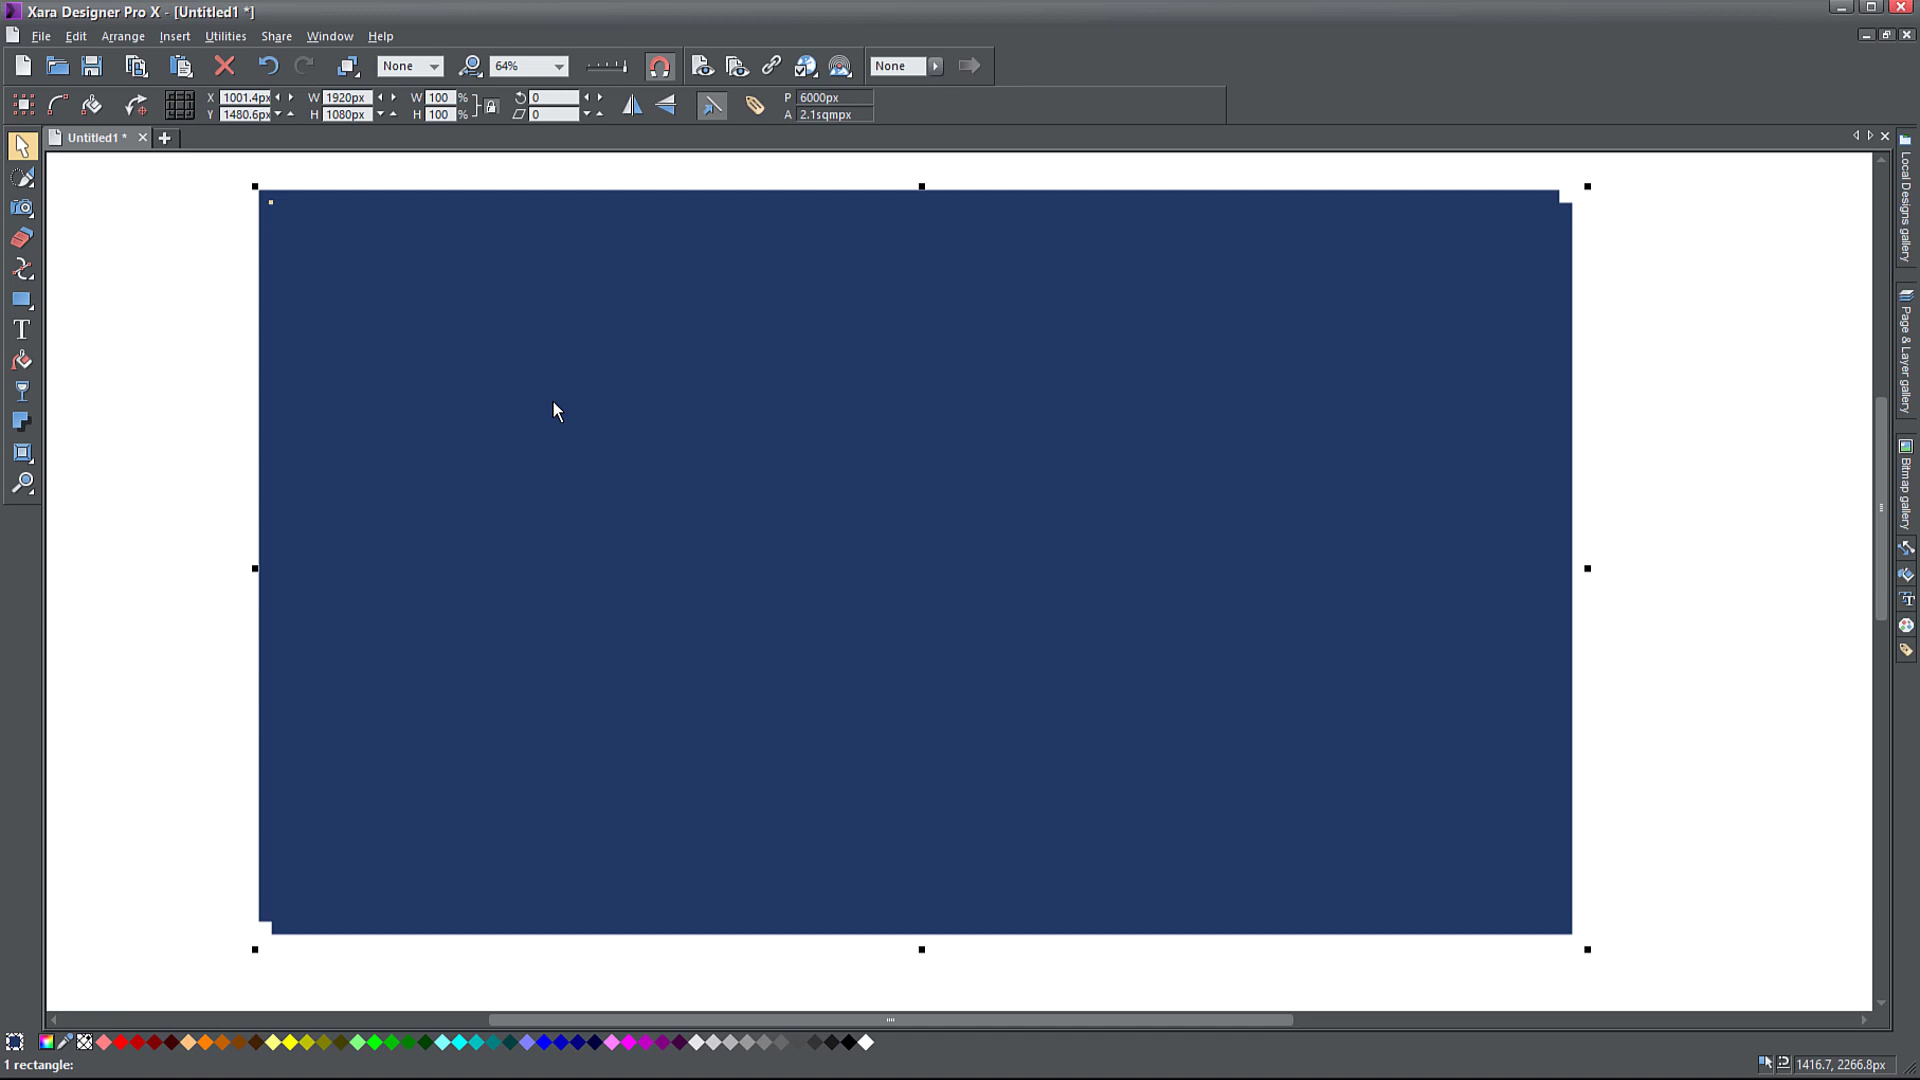 Xara Designer Pro X - [Untitled1 *]
File Edit Arrange Insert Utilities Share Window Help
None 64% None
X 1001.4px W 1920px W 100 % 0 P 6000px
Y 1480.6px H 1080px H 100 % 0 A 2.1sqmpx
Untitled1 *
Local Designs gallery
Page & Layer gallery
Bitmap gallery
T
1 rectangle:
1416.7, 2266.8px